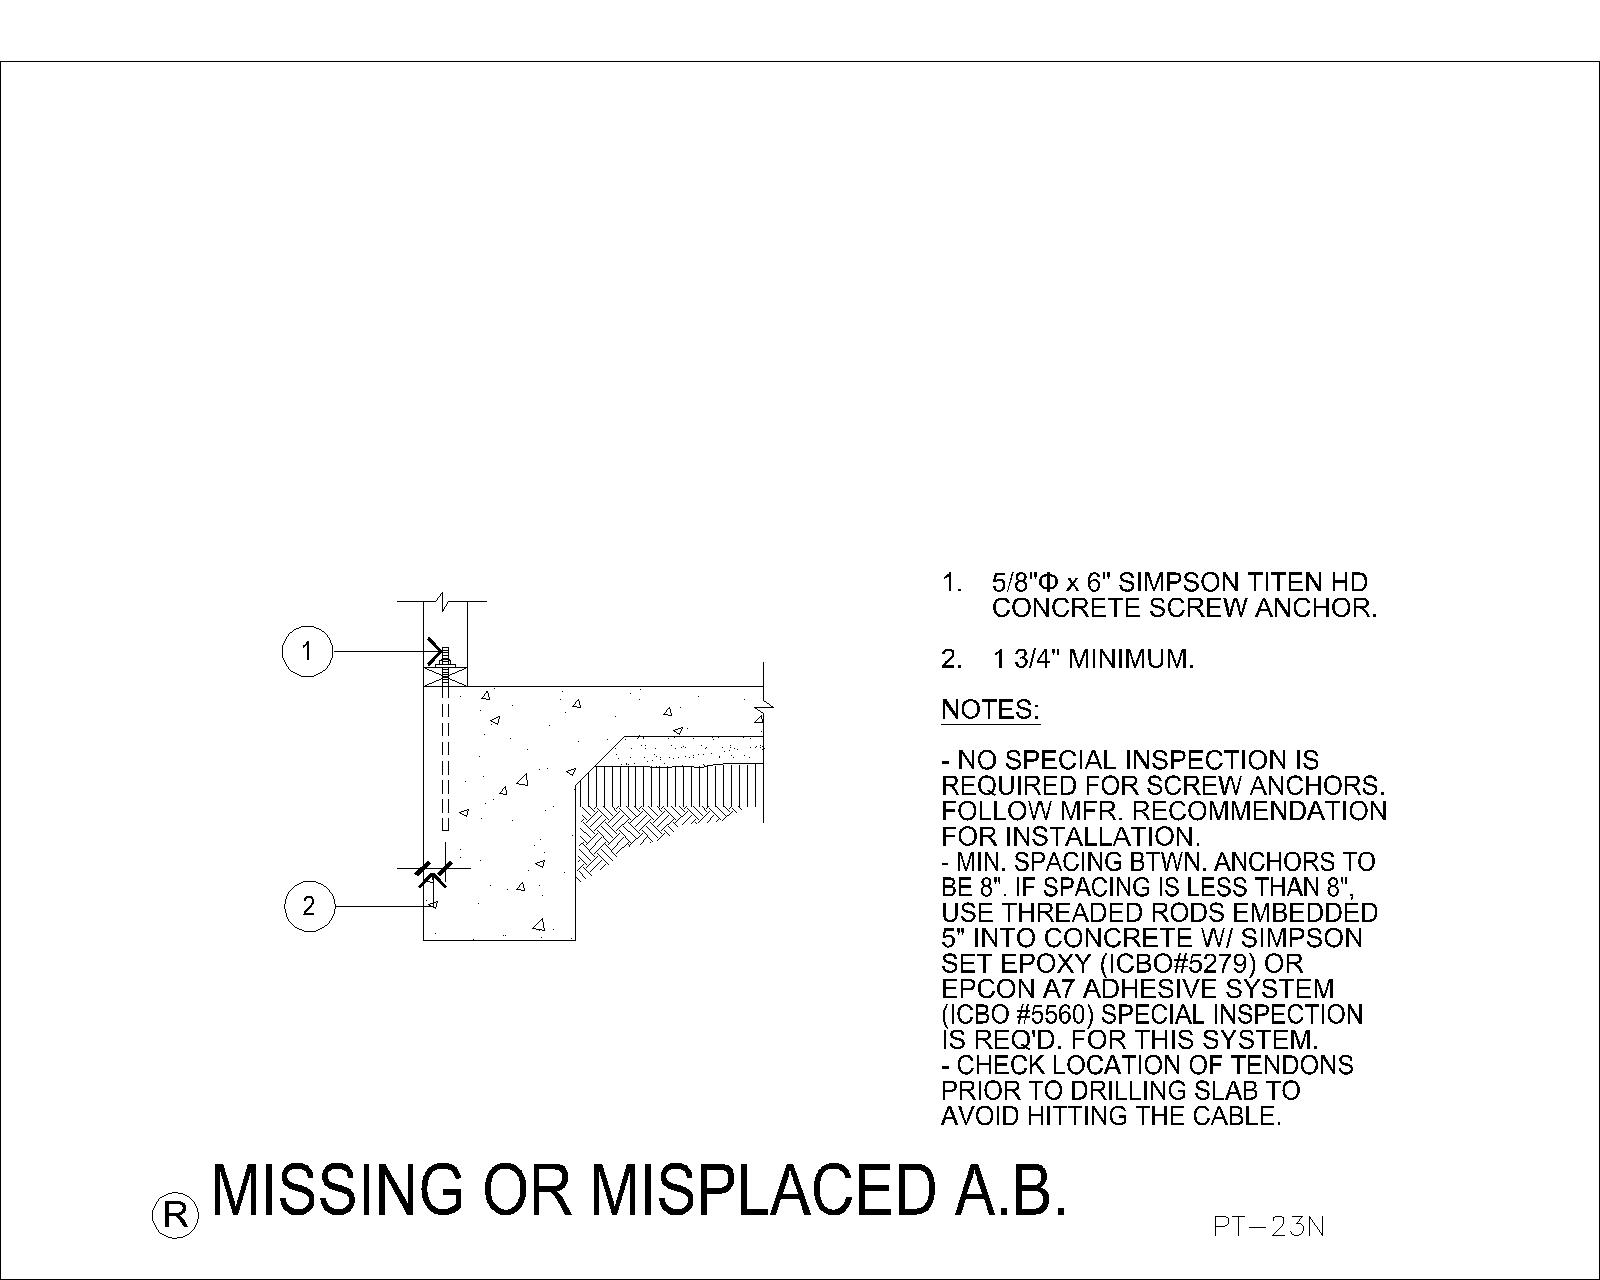 1. 5/8"Φ x 6" SIMPSON TITEN HD
CONCRETE SCREW ANCHOR.
1
2. 1 3/4" MINIMUM.
NOTES:
- NO SPECIAL INSPECTION IS
REQUIRED FOR SCREW ANCHORS.
FOLLOW MFR. RECOMMENDATION
FOR INSTALLATION.
- MIN. SPACING BTWN. ANCHORS TO
BE 8". IF SPACING IS LESS THAN 8",
2
USE THREADED RODS EMBEDDED
5" INTO CONCRETE W/ SIMPSON
SET EPOXY (ICBO#5279) OR
EPCON A7 ADHESIVE SYSTEM
(ICBO #5560) SPECIAL INSPECTION
IS REQ'D. FOR THIS SYSTEM.
- CHECK LOCATION OF TENDONS
PRIOR TO DRILLING SLAB TO
AVOID HITTING THE CABLE.
R MISSING OR MISPLACED A.B.
PT-23N